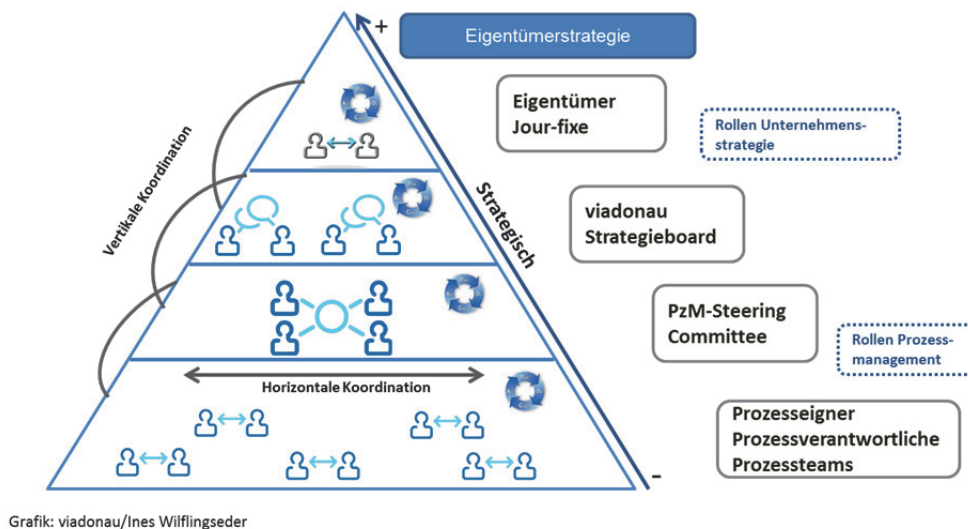 +
Eigentümerstrategie
Eigentümer
Jour-fixe
Rollen Unternehmens-
strategie
Vertikale Koordination
Strategisch
viadonau
Strategieboard
PzM-Steering
Committee
Rollen Prozess-
management
Horizontale Koordination
Prozesseigner
Prozessverantwortliche
Prozessteams
-
Grafik: viadonau/Ines Wilflingseder